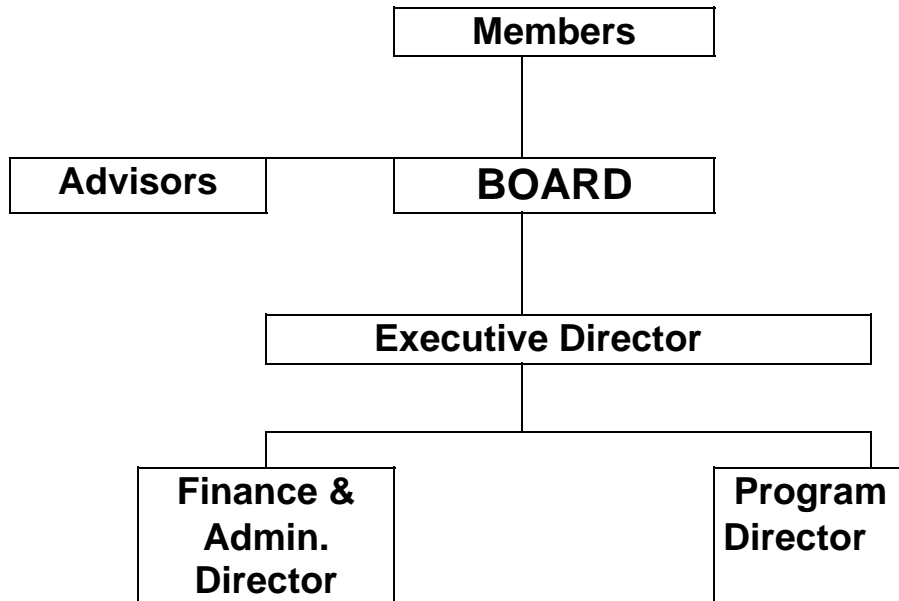 Members
Advisors
BOARD
Executive Director
Finance &
Admin.
Director
Program
Director